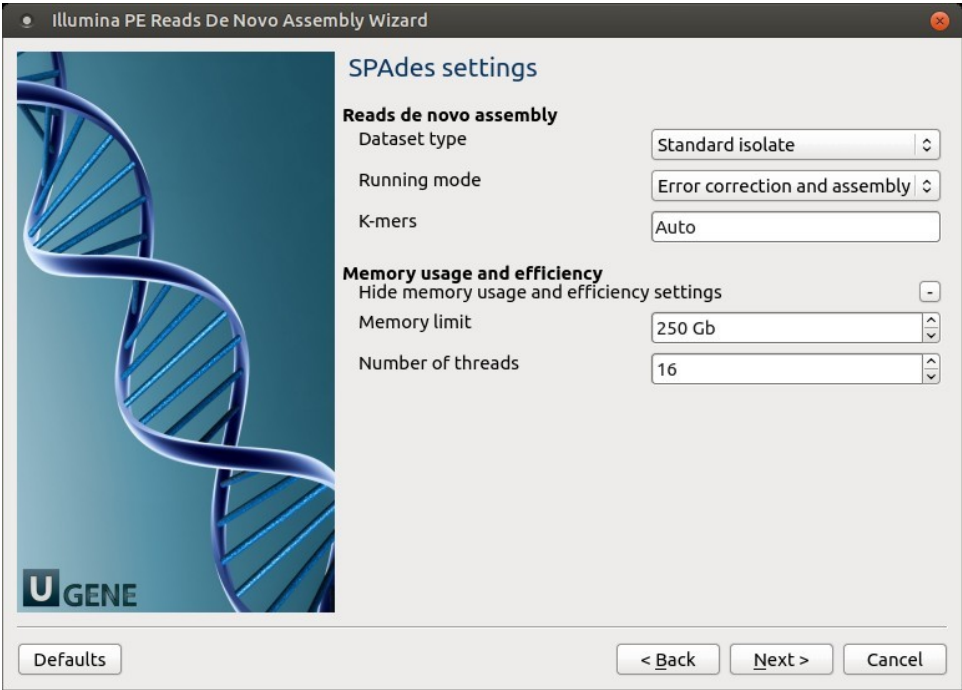 Illumina PE Reads De Novo Assembly Wizard
SPAdes settings
Reads de novo assembly
Dataset type
Standard isolate
Running mode
Error correction and assembly
K-mers
Auto
Memory usage and efficiency
Hide memory usage and efficiency settings
-
Memory limit
250 Gb
Number of threads
16
U GENE
Defaults
< Back
Next >
Cancel